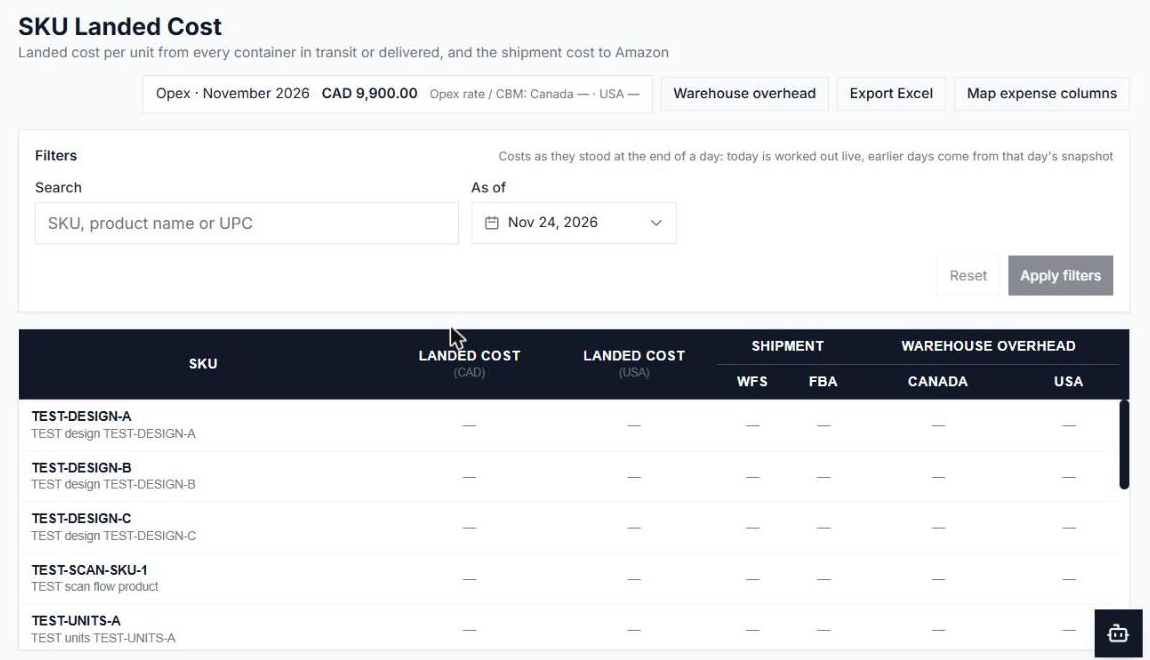 SKU Landed Cost
Landed cost per unit from every container in transit or delivered, and the shipment cost to Amazon
Opex · November 2026 CAD 9,900.00 Opex rate / CBM: Canada — · USA —
Warehouse overhead
Export Excel
Map expense columns
Filters
Costs as they stood at the end of a day: today is worked out live, earlier days come from that day's snapshot
Search
As of
SKU, product name or UPC
Nov 24, 2026
Reset
Apply filters
SKU
LANDED COST
(CAD)
LANDED COST
(USA)
SHIPMENT
WAREHOUSE OVERHEAD
WFS
FBA
CANADA
USA
TEST-DESIGN-A
TEST design TEST-DESIGN-A
— — — — — —
TEST-DESIGN-B
TEST design TEST-DESIGN-B
— — — — — —
TEST-DESIGN-C
TEST design TEST-DESIGN-C
— — — — — —
TEST-SCAN-SKU-1
TEST scan flow product
— — — — — —
TEST-UNITS-A
TEST units TEST-UNITS-A
— — — — — —